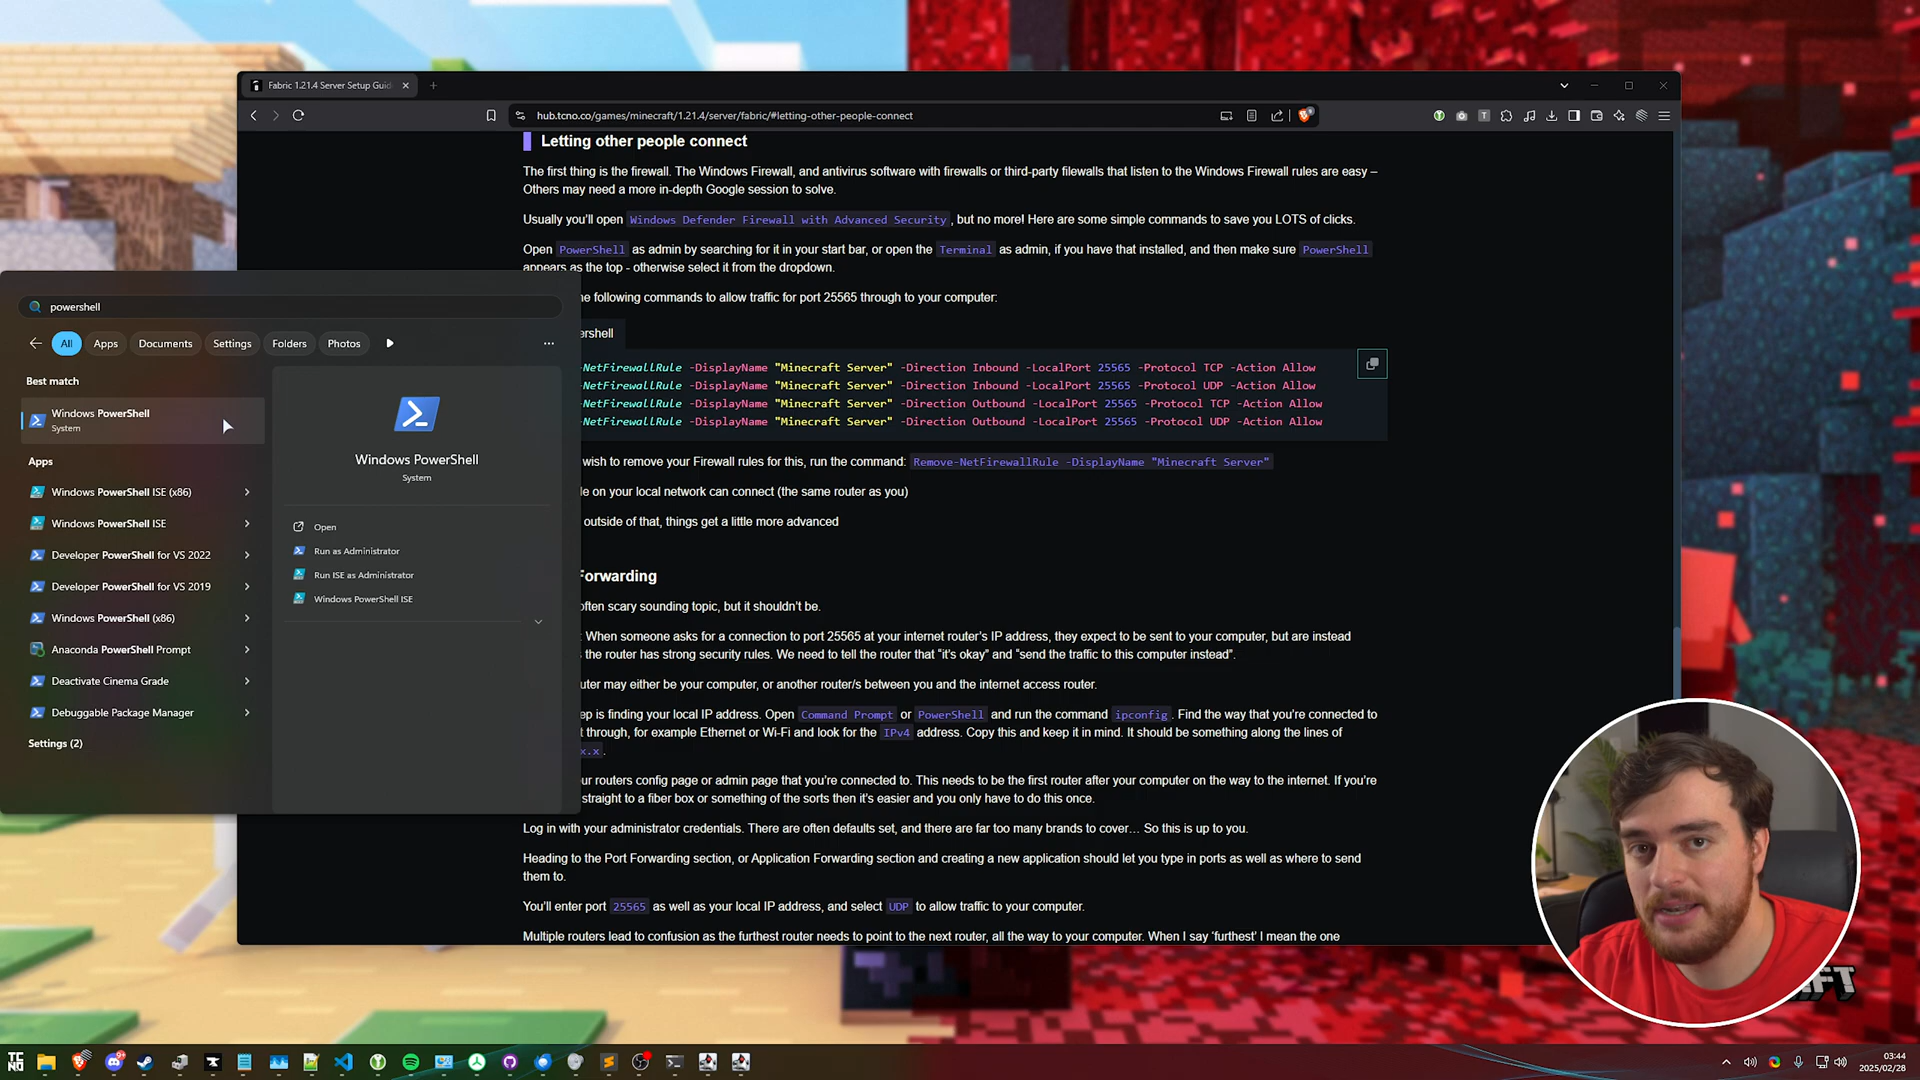 Fabric 1.21.4 Server Setup Guid
hub.tcno.co/games/minecraft/1.21.4/server/fabric/#letting-other-people-connect
Letting other people connect
The first thing is the firewall. The Windows Firewall, and antivirus software with firewalls or third-party filewalls that listen to the Windows Firewall rules are easy –
Others may need a more in-depth Google session to solve.
Usually you'll open Windows Defender Firewall with Advanced Security, but no more! Here are some simple commands to save you LOTS of clicks.
Open PowerShell as admin by searching for it in your start bar, or open the Terminal as admin, if you have that installed, and then make sure PowerShell
appears as the top - otherwise select it from the dropdown.
following commands to allow traffic for port 25565 through to your computer:
ershell
-NetFirewallRule -DisplayName "Minecraft Server" -Direction Inbound -LocalPort 25565 -Protocol TCP -Action Allow
-NetFirewallRule -DisplayName "Minecraft Server" -Direction Inbound -LocalPort 25565 -Protocol UDP -Action Allow
-NetFirewallRule -DisplayName "Minecraft Server" -Direction Outbound -LocalPort 25565 -Protocol TCP -Action Allow
-NetFirewallRule -DisplayName "Minecraft Server" -Direction Outbound -LocalPort 25565 -Protocol UDP -Action Allow
wish to remove your Firewall rules for this, run the command: Remove-NetFirewallRule -DisplayName "Minecraft Server"
le on your local network can connect (the same router as you)
outside of that, things get a little more advanced
Forwarding
often scary sounding topic, but it shouldn't be.
: When someone asks for a connection to port 25565 at your internet router's IP address, they expect to be sent to your computer, but are instead
the router has strong security rules. We need to tell the router that "it's okay" and "send the traffic to this computer instead".
uter may either be your computer, or another router/s between you and the internet access router.
ep is finding your local IP address. Open Command Prompt or PowerShell and run the command ipconfig. Find the way that you're connected to
t through, for example Ethernet or Wi-Fi and look for the IPv4 address. Copy this and keep it in mind. It should be something along the lines of
x.x.
ur routers config page or admin page that you're connected to. This needs to be the first router after your computer on the way to the internet. If you're
straight to a fiber box or something of the sorts then it's easier and you only have to do this once.
Log in with your administrator credentials. There are often defaults set, and there are far too many brands to cover... So this is up to you.
Heading to the Port Forwarding section, or Application Forwarding section and creating a new application should let you type in ports as well as where to send
them to.
You'll enter port 25565 as well as your local IP address, and select UDP to allow traffic to your computer.
Multiple routers lead to confusion as the furthest router needs to point to the next router, all the way to your computer. When I say 'furthest' I mean the one
powershell
All
Apps
Documents
Settings
Folders
Photos
Best match
Windows PowerShell
System
Apps
Windows PowerShell ISE (x86)
Windows PowerShell ISE
Developer PowerShell for VS 2022
Developer PowerShell for VS 2019
Windows PowerShell (x86)
Anaconda PowerShell Prompt
Deactivate Cinema Grade
Debuggable Package Manager
Settings (2)
Windows PowerShell
System
Open
Run as Administrator
Run ISE as Administrator
Windows PowerShell ISE
TC
NO
03:44
2025/02/28